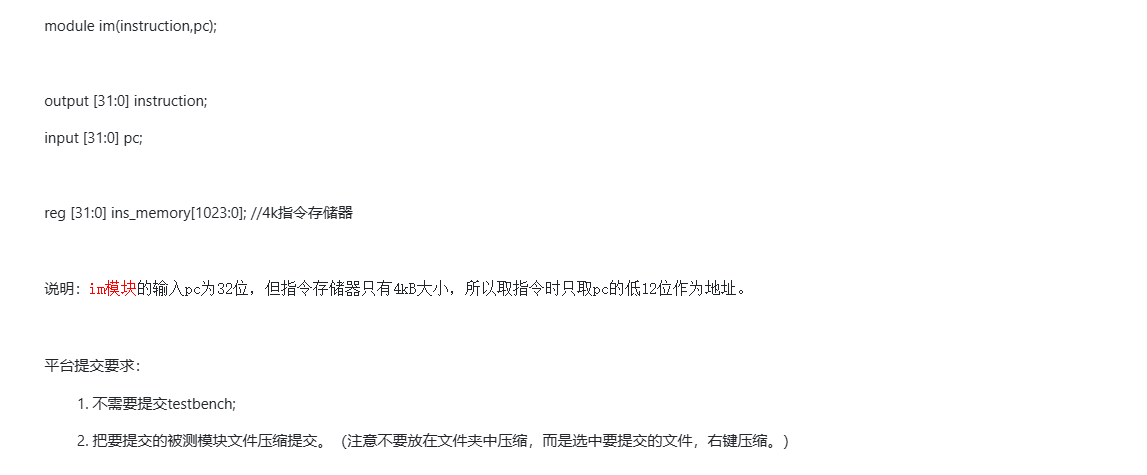 module im(instruction,pc);
output [31:0] instruction;
input [31:0] pc;
reg [31:0] ins_memory[1023:0]; //4k指令存储器
说明：im模块的输入pc为32位，但指令存储器只有4kB大小，所以取指令时只取pc的低12位作为地址。
平台提交要求：
1. 不需要提交testbench;
2. 把要提交的被测模块文件压缩提交。（注意不要放在文件夹中压缩，而是选中要提交的文件，右键压缩。）